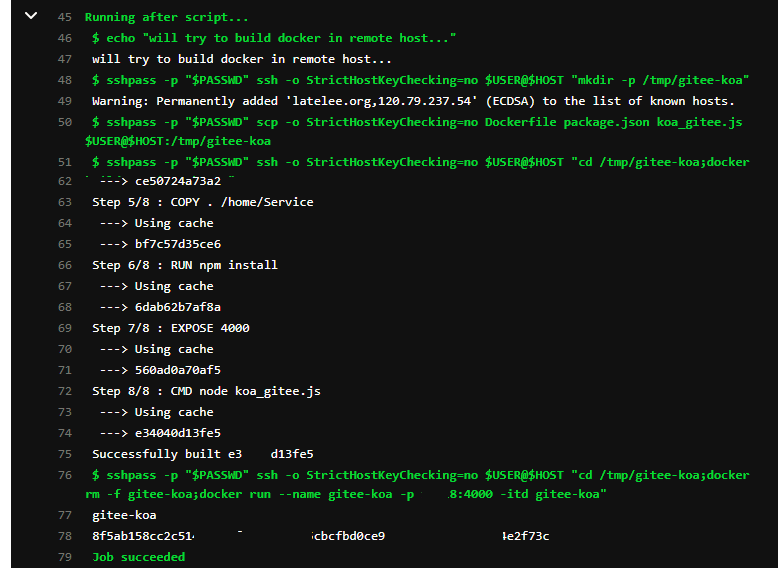 45 Running after script...
46 $ echo "will try to build docker in remote host..."
47 will try to build docker in remote host...
48 $ sshpass -p "$PASSWD" ssh -o StrictHostKeyChecking=no $USER@$HOST "mkdir -p /tmp/gitee-koa"
49 Warning: Permanently added 'latelee.org,120.79.237.54' (ECDSA) to the list of known hosts.
50 $ sshpass -p "$PASSWD" scp -o StrictHostKeyChecking=no Dockerfile package.json koa_gitee.js
$USER@$HOST:/tmp/gitee-koa
51 $ sshpass -p "$PASSWD" ssh -o StrictHostKeyChecking=no $USER@$HOST "cd /tmp/gitee-koa;docker
62 ---> ce50724a73a2
63 Step 5/8 : COPY . /home/Service
64 ---> Using cache
65 ---> bf7c57d35ce6
66 Step 6/8 : RUN npm install
67 ---> Using cache
68 ---> 6dab62b7af8a
69 Step 7/8 : EXPOSE 4000
70 ---> Using cache
71 ---> 560ad0a70af5
72 Step 8/8 : CMD node koa_gitee.js
73 ---> Using cache
74 ---> e34040d13fe5
75 Successfully built e3 d13fe5
76 $ sshpass -p "$PASSWD" ssh -o StrictHostKeyChecking=no $USER@$HOST "cd /tmp/gitee-koa;docker
rm -f gitee-koa;docker run --name gitee-koa -p 8:4000 -itd gitee-koa"
77 gitee-koa
78 8f5ab158cc2c514 cbcfbd0ce9 4e2f73c
79 Job succeeded